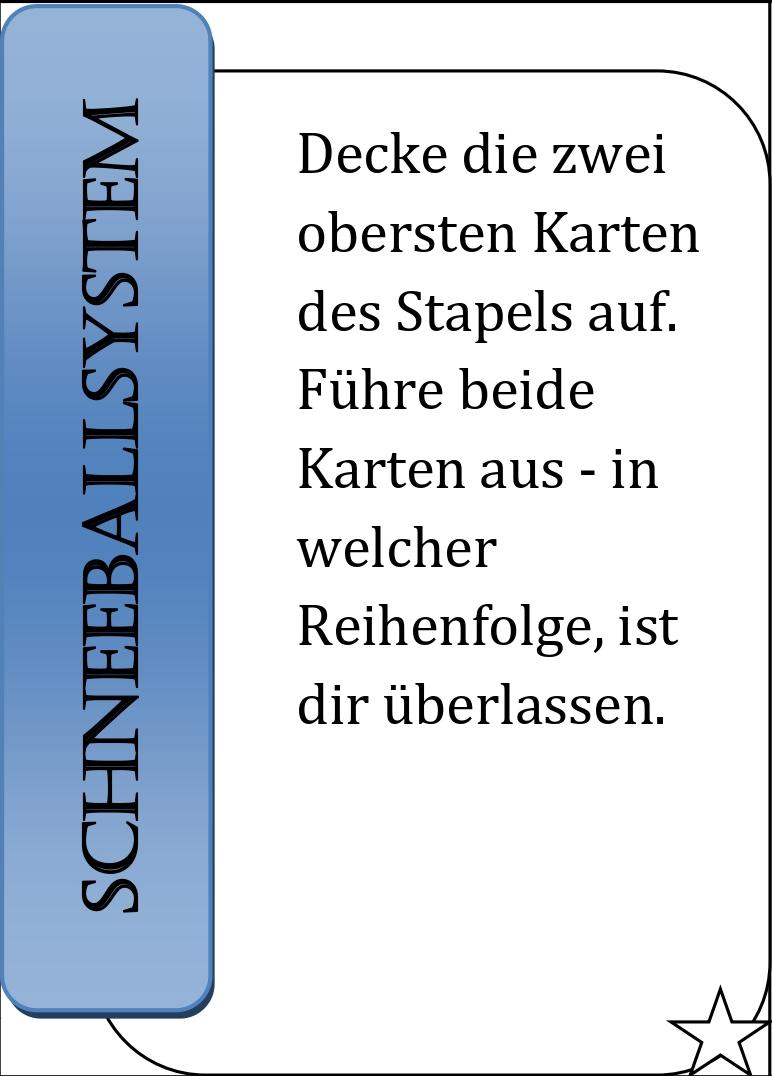 SCHNEEBALLSYSTEM
Decke die zwei
obersten Karten
des Stapels auf.
Führe beide
Karten aus - in
welcher
Reihenfolge, ist
dir überlassen.